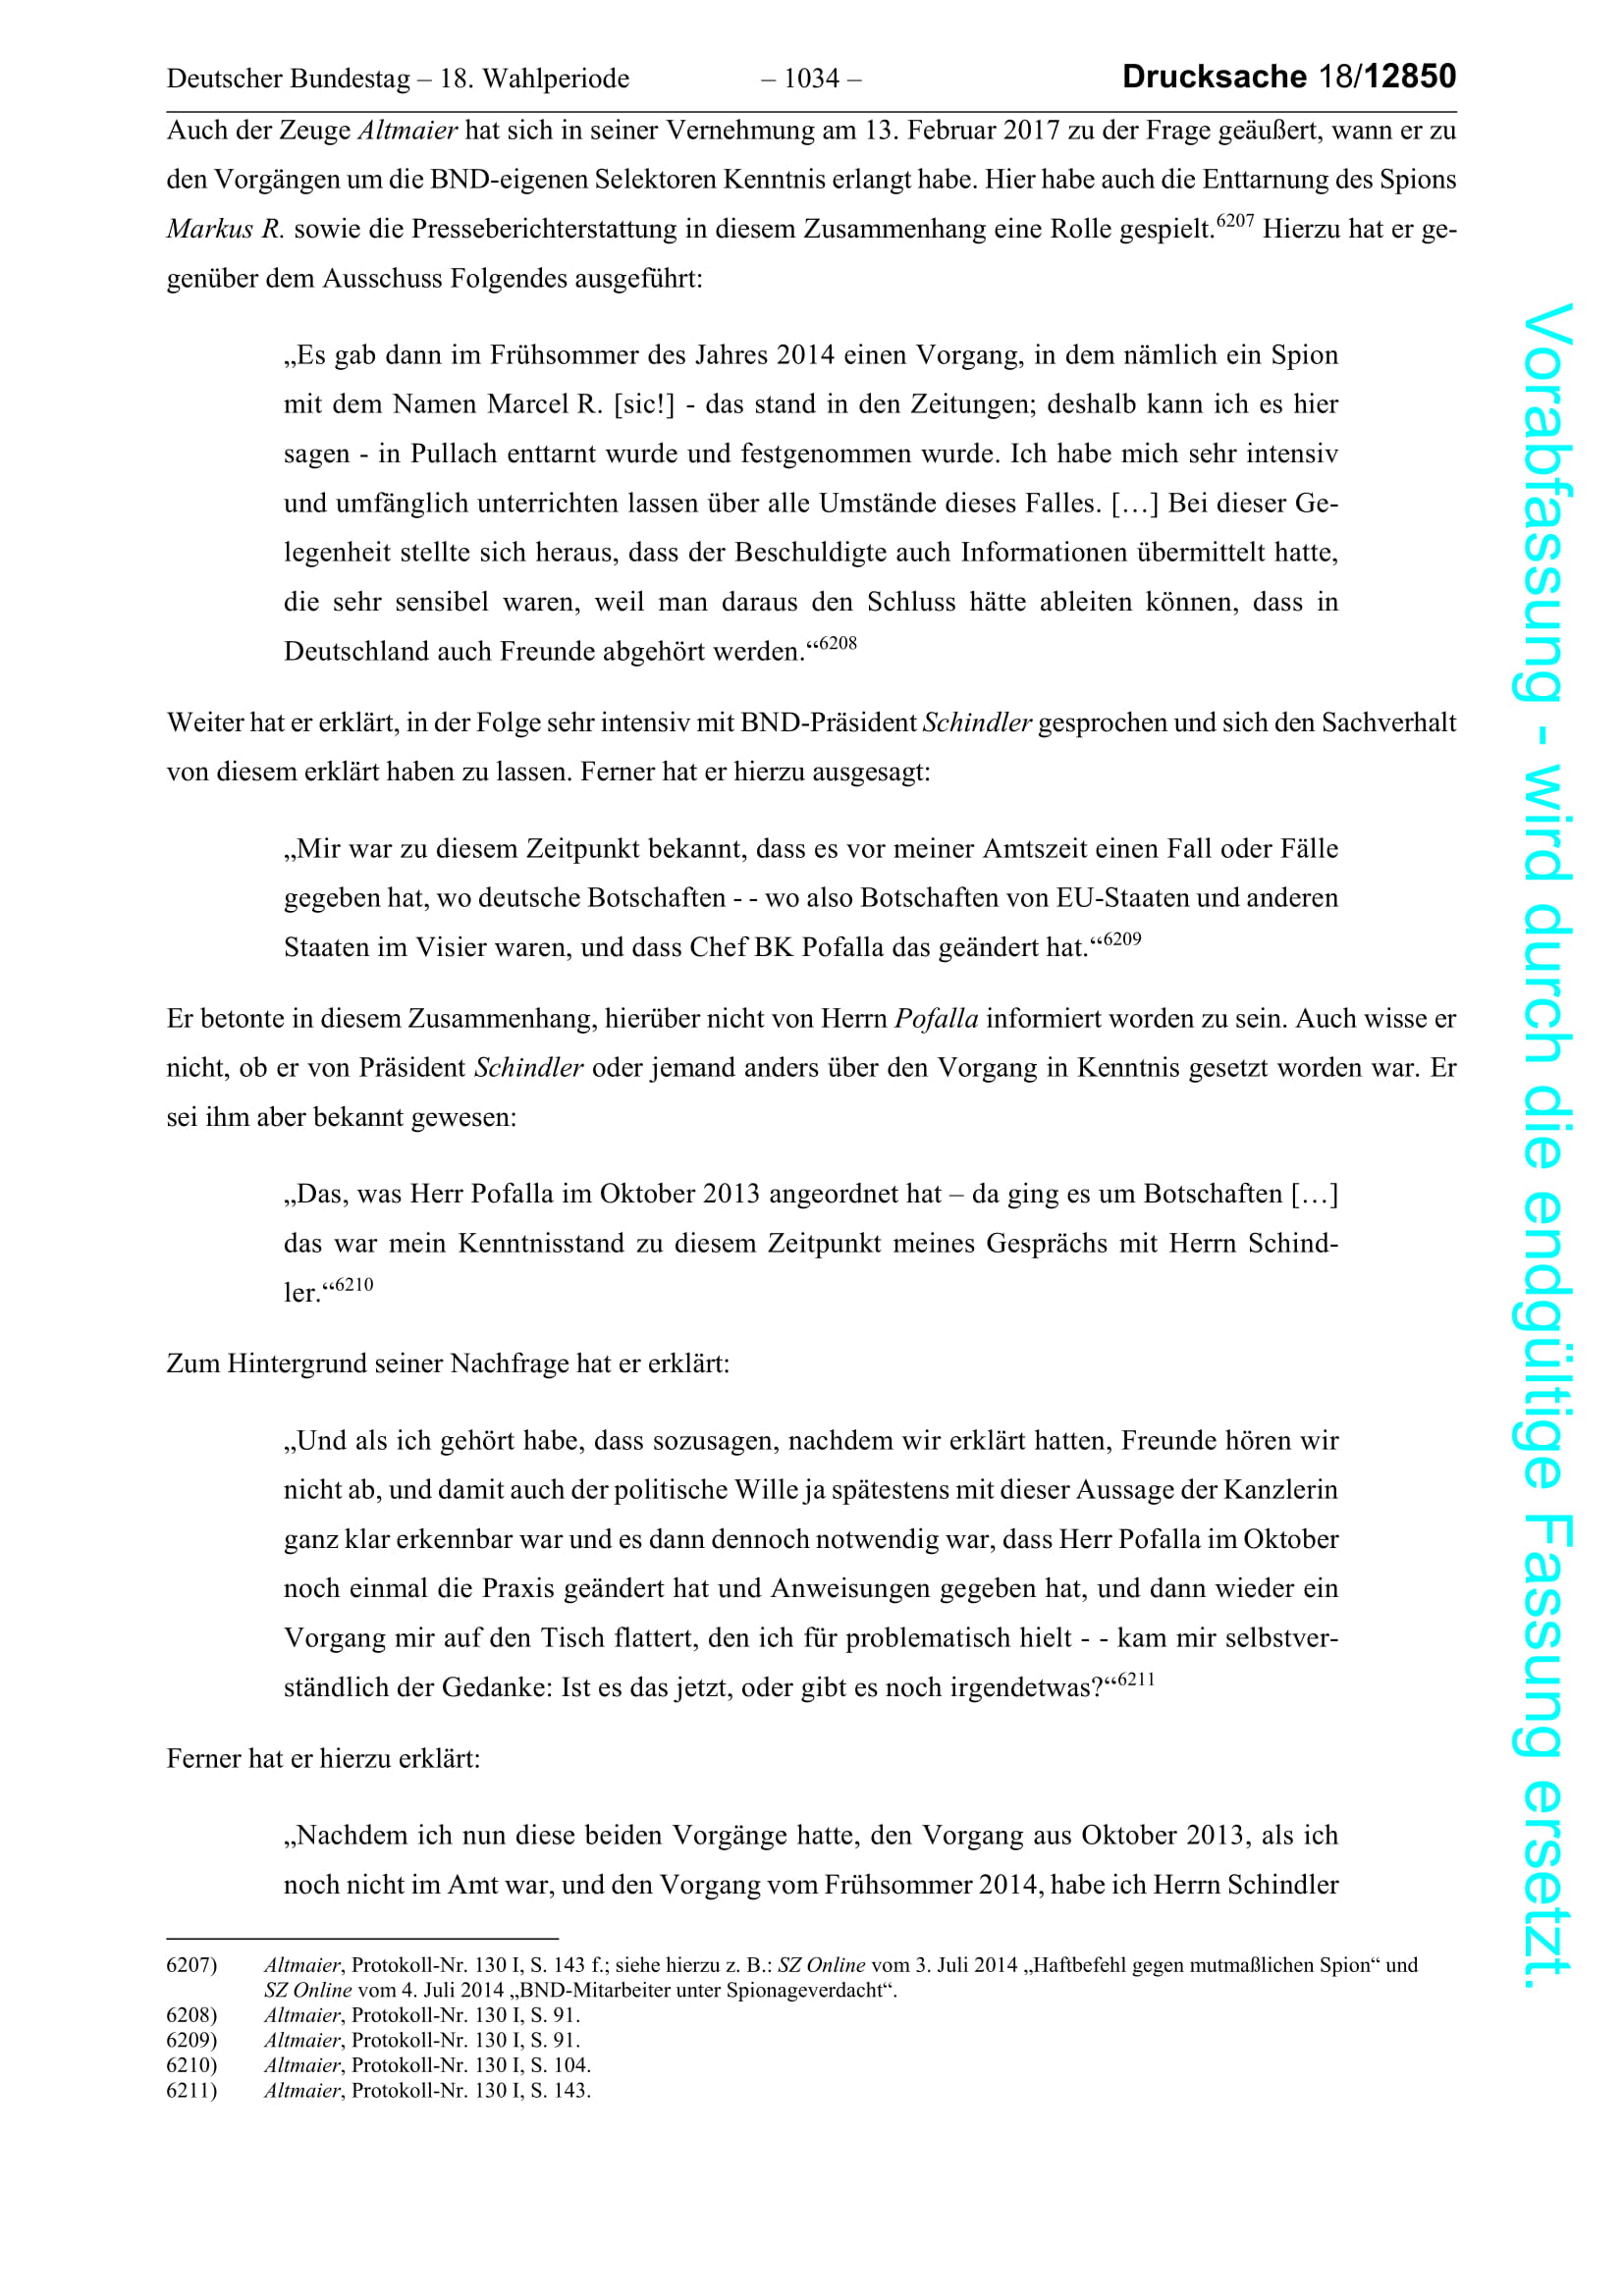 Deutscher Bundestag – 18. Wahlperiode – 1034 – Drucksache 18/12850
Auch der Zeuge Altmaier hat sich in seiner Vernehmung am 13. Februar 2017 zu der Frage geäußert, wann er zu
den Vorgängen um die BND-eigenen Selektoren Kenntnis erlangt habe. Hier habe auch die Enttarnung des Spions
Markus R. sowie die Presseberichterstattung in diesem Zusammenhang eine Rolle gespielt.6207 Hierzu hat er ge-
genüber dem Ausschuss Folgendes ausgeführt:
„Es gab dann im Frühsommer des Jahres 2014 einen Vorgang, in dem nämlich ein Spion
mit dem Namen Marcel R. [sic!] - das stand in den Zeitungen; deshalb kann ich es hier
sagen - in Pullach enttarnt wurde und festgenommen wurde. Ich habe mich sehr intensiv
und umfänglich unterrichten lassen über alle Umstände dieses Falles. […] Bei dieser Ge-
legenheit stellte sich heraus, dass der Beschuldigte auch Informationen übermittelt hatte,
die sehr sensibel waren, weil man daraus den Schluss hätte ableiten können, dass in
Deutschland auch Freunde abgehört werden.“6208
Weiter hat er erklärt, in der Folge sehr intensiv mit BND-Präsident Schindler gesprochen und sich den Sachverhalt
von diesem erklärt haben zu lassen. Ferner hat er hierzu ausgesagt:
„Mir war zu diesem Zeitpunkt bekannt, dass es vor meiner Amtszeit einen Fall oder Fälle
gegeben hat, wo deutsche Botschaften - - wo also Botschaften von EU-Staaten und anderen
Staaten im Visier waren, und dass Chef BK Pofalla das geändert hat.“6209
Er betonte in diesem Zusammenhang, hierüber nicht von Herrn Pofalla informiert worden zu sein. Auch wisse er
nicht, ob er von Präsident Schindler oder jemand anders über den Vorgang in Kenntnis gesetzt worden war. Er
sei ihm aber bekannt gewesen:
„Das, was Herr Pofalla im Oktober 2013 angeordnet hat – da ging es um Botschaften […]
das war mein Kenntnisstand zu diesem Zeitpunkt meines Gesprächs mit Herrn Schind-
ler.“6210
Zum Hintergrund seiner Nachfrage hat er erklärt:
„Und als ich gehört habe, dass sozusagen, nachdem wir erklärt hatten, Freunde hören wir
nicht ab, und damit auch der politische Wille ja spätestens mit dieser Aussage der Kanzlerin
ganz klar erkennbar war und es dann dennoch notwendig war, dass Herr Pofalla im Oktober
noch einmal die Praxis geändert hat und Anweisungen gegeben hat, und dann wieder ein
Vorgang mir auf den Tisch flattert, den ich für problematisch hielt - - kam mir selbstver-
ständlich der Gedanke: Ist es das jetzt, oder gibt es noch irgendetwas?“6211
Ferner hat er hierzu erklärt:
„Nachdem ich nun diese beiden Vorgänge hatte, den Vorgang aus Oktober 2013, als ich
noch nicht im Amt war, und den Vorgang vom Frühsommer 2014, habe ich Herrn Schindler
6207) Altmaier, Protokoll-Nr. 130 I, S. 143 f.; siehe hierzu z. B.: SZ Online vom 3. Juli 2014 „Haftbefehl gegen mutmaßlichen Spion“ und
SZ Online vom 4. Juli 2014 „BND-Mitarbeiter unter Spionageverdacht“.
6208) Altmaier, Protokoll-Nr. 130 I, S. 91.
6209) Altmaier, Protokoll-Nr. 130 I, S. 91.
6210) Altmaier, Protokoll-Nr. 130 I, S. 104.
6211) Altmaier, Protokoll-Nr. 130 I, S. 143.
Vorabfassung - wird durch die endgültige Fassung ersetzt.